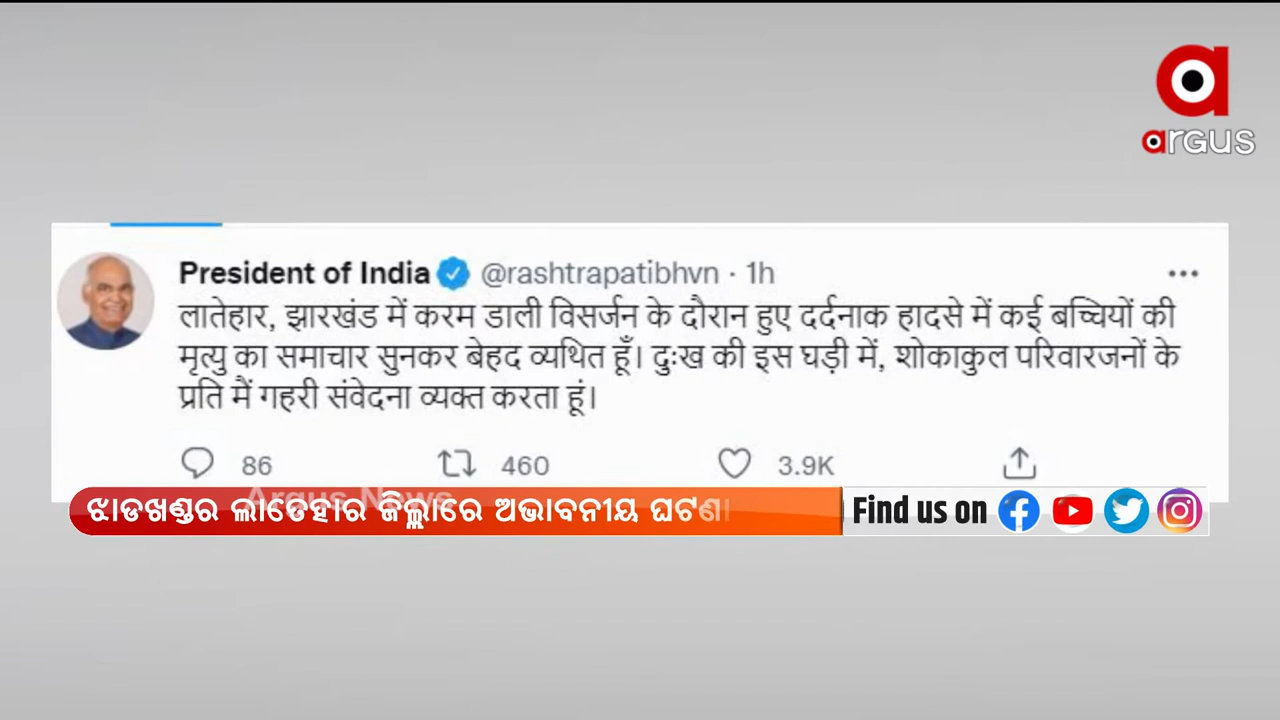 argus
President of India @rashtrapatibhvn · 1h
लातेहार, झारखंड में करम डाली विसर्जन के दौरान हुए दर्दनाक हादसे में कई बच्चियों की
मृत्यु का समाचार सुनकर बेहद व्यथित हूँ। दुःख की इस घड़ी में, शोकाकुल परिवारजनों के
प्रति मैं गहरी संवेदना व्यक्त करता हूं।
86 460 3.9K
Argus News
ଝାଡଖଣ୍ଡର ଲାତେହାର ଜିଲ୍ଲାରେ ଅଭାବନୀୟ ଘଟଣା Find us on